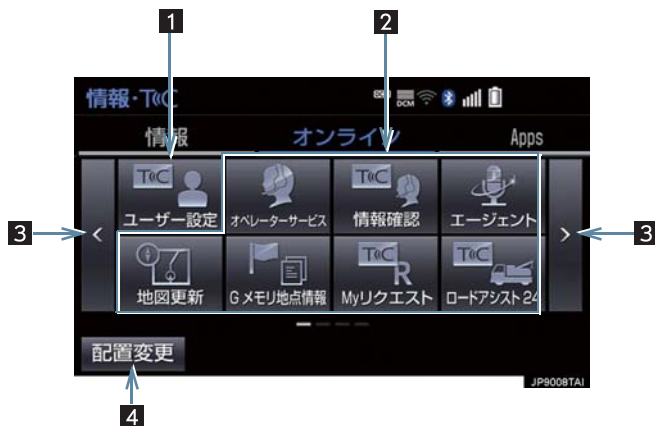 1
2
情報・T(((C
DCM
情報
オンライン
Apps
T(((C
T(((C
ユーザー設定
オペレーターサービス
情報確認
エージェント
3
<
>
3
T(((C
R
T(((C
地図更新
G メモリ地点情報
Myリクエスト
ロードアシスト24
配置変更
JP9008TAI
4